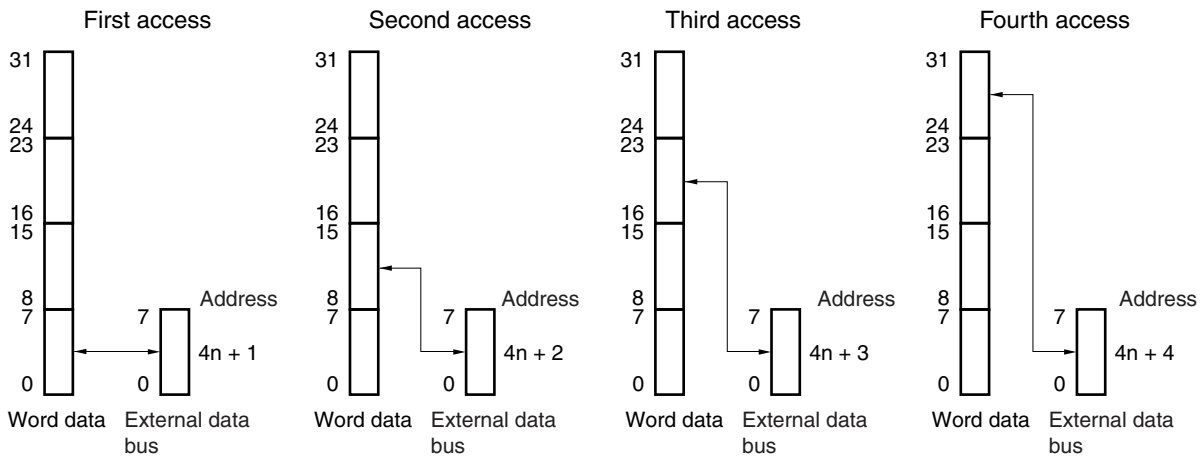 First access
31
24
23
16
15
8
7
0
Address
7
4n + 1
0
Word data
External data
bus
Second access
31
24
23
16
15
8
7
0
Address
7
4n + 2
0
Word data
External data
bus
Third access
31
24
23
16
15
8
7
0
Address
7
4n + 3
0
Word data
External data
bus
Fourth access
31
24
23
16
15
8
7
0
Address
7
4n + 4
0
Word data
External data
bus